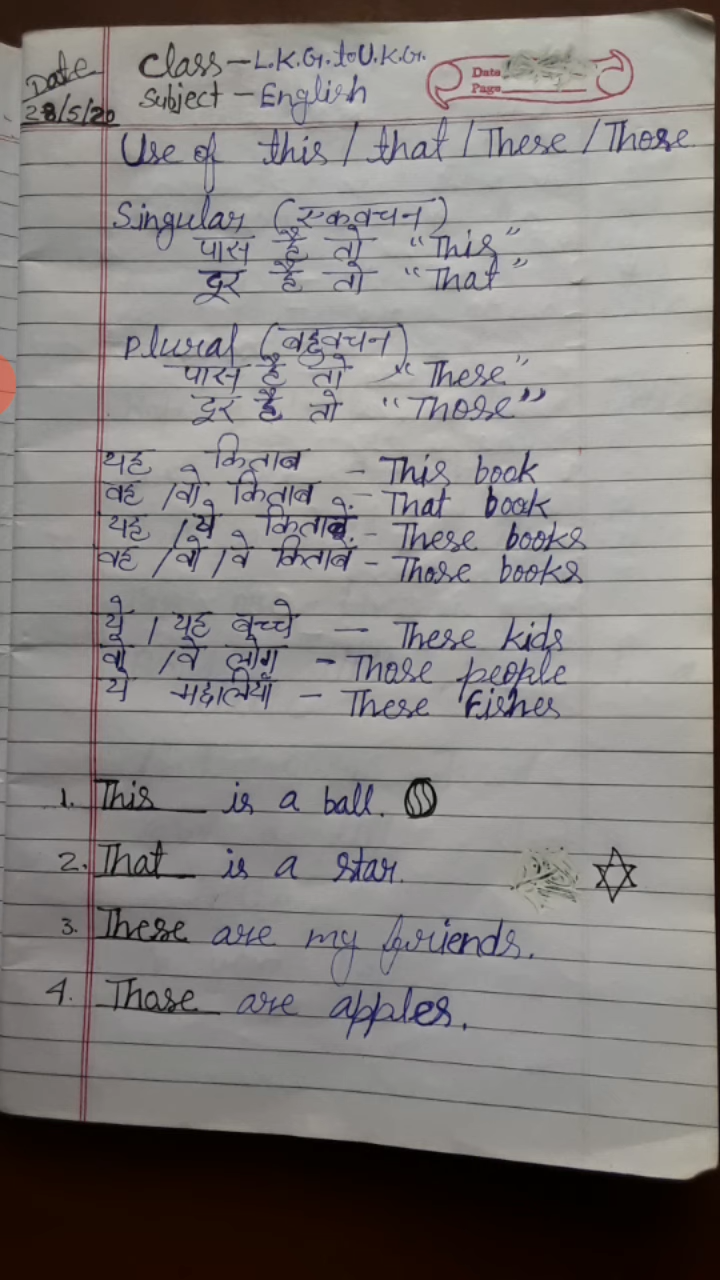 Date
28/5/20
Class - L.K.G. to U.K.G.
Subject - English
Date
Page
Use of this / that / These / Those
Singular (एकवचन)
पास है तो "This"
दूर है तो "That"
Plural (बहुवचन)
पास है तो "These"
दूर है तो "Those"
यह किताब - This book
वह / वो किताब - That book
यह / ये किताबें - These books
वह / वो / वे किताबें - Those books
ये / यह बच्चे - These kids
वो / वे लोग - Those people
ये मछलियाँ - These Fishes
1. This is a ball.
2. That is a star.
3. These are my friends.
4. Those are apples.